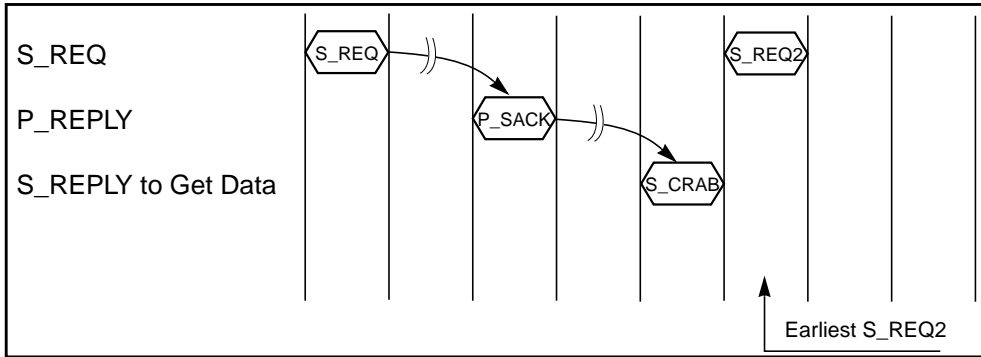 S_REQ S_REQ S_REQ2
P_REPLY P_SACK
S_REPLY to Get Data S_CRAB
Earliest S_REQ2